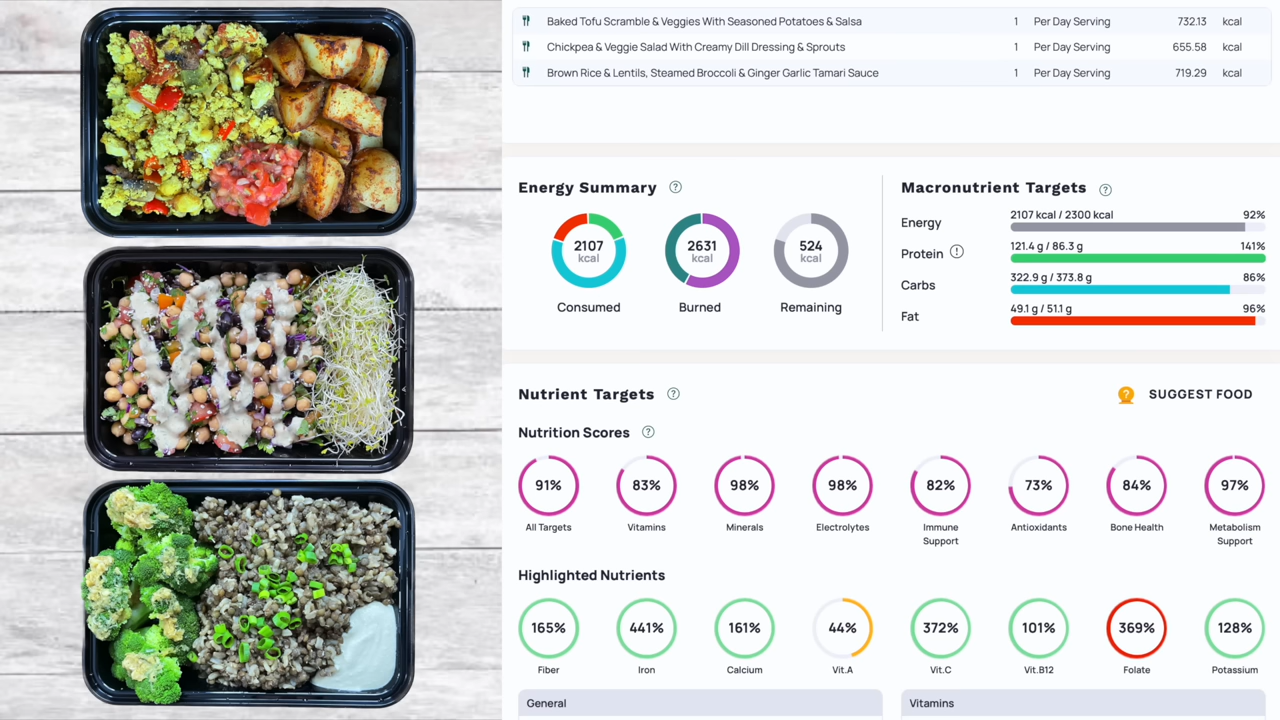 Baked Tofu Scramble & Veggies With Seasoned Potatoes & Salsa 1 Per Day Serving 732.13 kcal
Chickpea & Veggie Salad With Creamy Dill Dressing & Sprouts 1 Per Day Serving 655.58 kcal
Brown Rice & Lentils, Steamed Broccoli & Ginger Garlic Tamari Sauce 1 Per Day Serving 719.29 kcal
Energy Summary ?
2107 kcal
Consumed
2631 kcal
Burned
524 kcal
Remaining
Macronutrient Targets ?
Energy 2107 kcal / 2300 kcal 92%
Protein ! 121.4 g / 86.3 g 141%
Carbs 322.9 g / 373.8 g 86%
Fat 49.1 g / 51.1 g 96%
Nutrient Targets ?
? SUGGEST FOOD
Nutrition Scores ?
91% 83% 98% 98% 82% 73% 84% 97%
All Targets Vitamins Minerals Electrolytes Immune Support Antioxidants Bone Health Metabolism Support
Highlighted Nutrients
165% 441% 161% 44% 372% 101% 369% 128%
Fiber Iron Calcium Vit.A Vit.C Vit.B12 Folate Potassium
General Vitamins